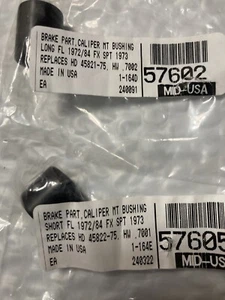 BRAKE PART,CALIPER MT BUSHING
LONG FL 1972/84 FX SPT 1973
REPLACES HD 45821-75, HW ,7002
MADE IN USA 1-164D
EA 240091
57602
MID-USA
BRAKE PART,CALIPER MT BUSHING
SHORT FL 1972/84 FX SPT 1973
REPLACES HD 45822-75, HW ,7001
MADE IN USA 1-164E
EA 240322
57605
MID-USA